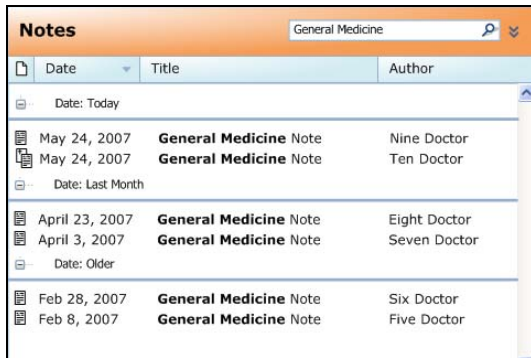 Notes General Medicine
Date Title Author
Date: Today
May 24, 2007 General Medicine Note Nine Doctor
May 24, 2007 General Medicine Note Ten Doctor
Date: Last Month
April 23, 2007 General Medicine Note Eight Doctor
April 3, 2007 General Medicine Note Seven Doctor
Date: Older
Feb 28, 2007 General Medicine Note Six Doctor
Feb 8, 2007 General Medicine Note Five Doctor